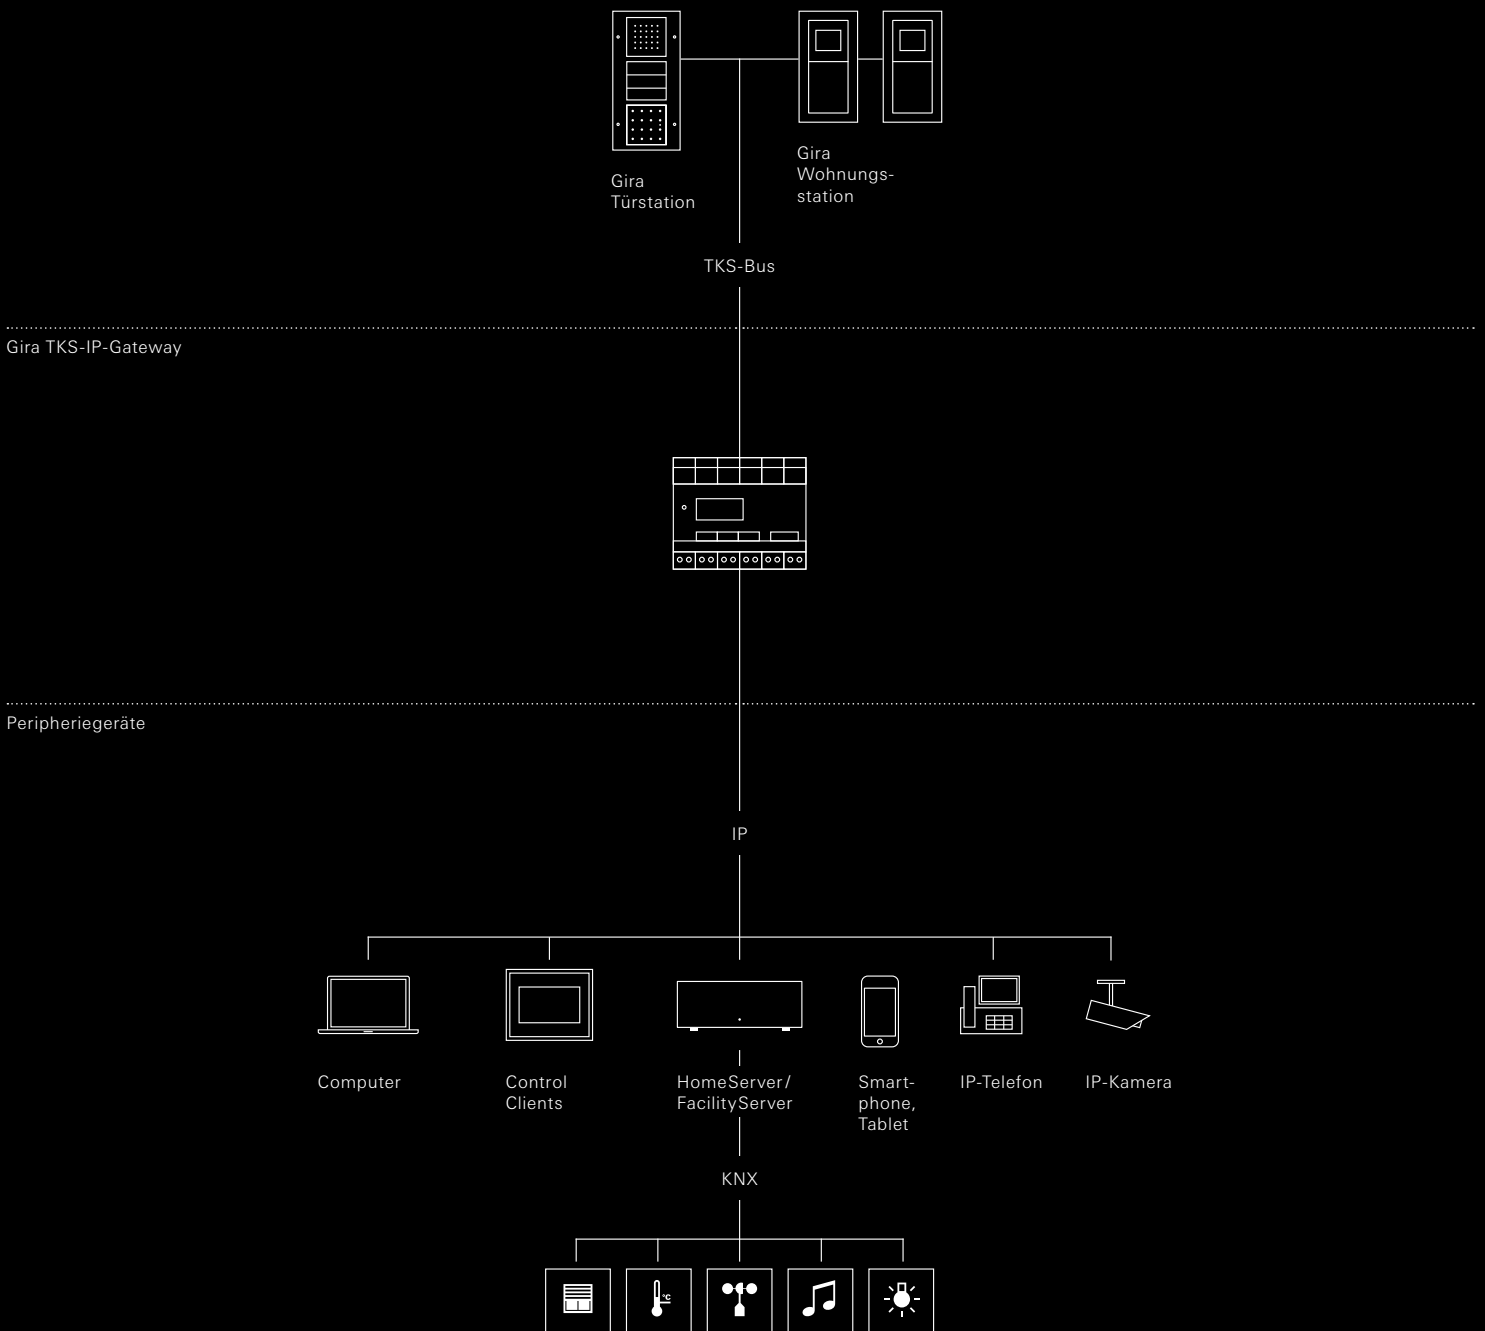 Gira
Türstation
Gira
Wohnungs-
station
TKS-Bus
Gira TKS-IP-Gateway
Peripheriegeräte
IP
Computer
Control
Clients
HomeServer/
FacilityServer
Smart-
phone,
Tablet
IP-Telefon
IP-Kamera
KNX
°C